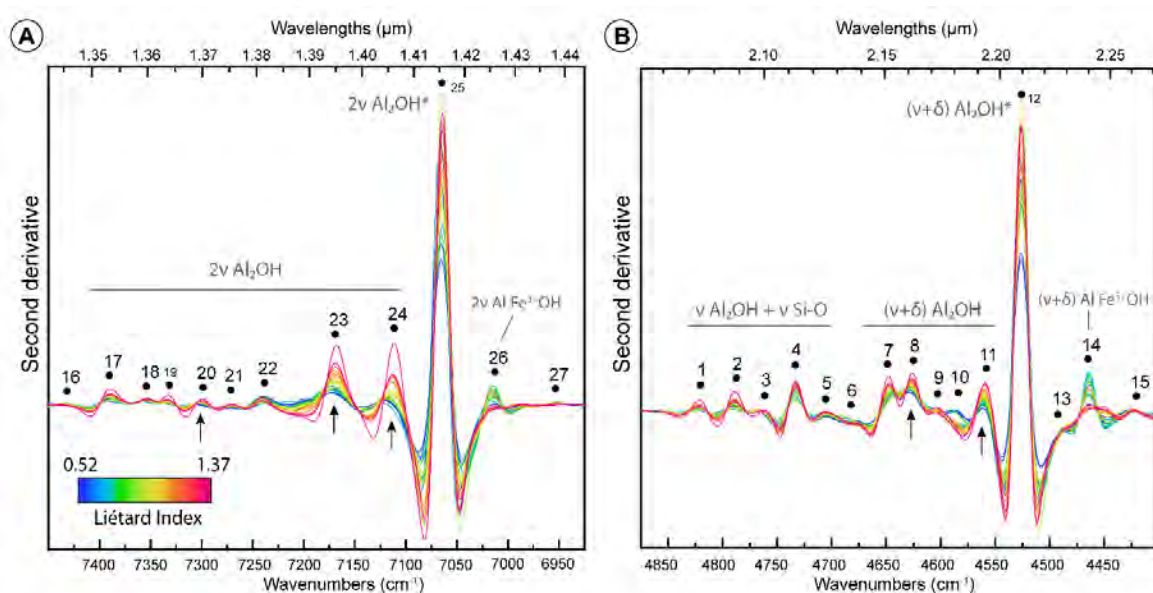 A
Wavelengths (µm)
1.35 1.36 1.37 1.38 1.39 1.40 1.41 1.42 1.43 1.44
25
2ν Al₂OH*
2ν Al₂OH
2ν Al Fe³⁺OH
16 17 18 19 20 21 22 23 24 26 27
Second derivative
0.52 1.37
Liétard Index
7400 7350 7300 7250 7200 7150 7100 7050 7000 6950
Wavenumbers (cm⁻¹)
B
Wavelengths (µm)
2.11 2.15 2.18 2.20 2.25
12
(ν+δ) Al₂OH*
ν Al₂OH + ν Si-O
(ν+δ) Al₂OH
(ν+δ) Al Fe³⁺OH
1 2 3 4 5 6 7 8 9 10 11 13 14 15
Second derivative
4850 4800 4750 4700 4650 4600 4550 4500 4450
Wavenumbers (cm⁻¹)